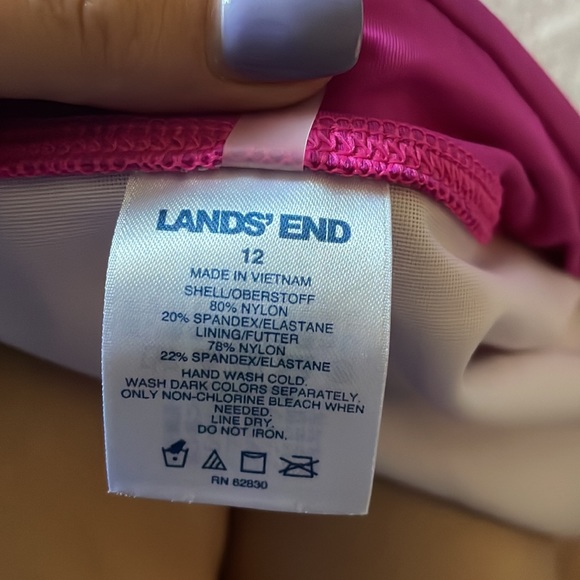 LANDS' END
12
MADE IN VIETNAM
SHELL/OBERSTOFF
80% NYLON
20% SPANDEX/ELASTANE
LINING/FUTTER
78% NYLON
22% SPANDEX/ELASTANE
HAND WASH COLD.
WASH DARK COLORS SEPARATELY.
ONLY NON-CHLORINE BLEACH WHEN
NEEDED.
LINE DRY.
DO NOT IRON.
RN 62830